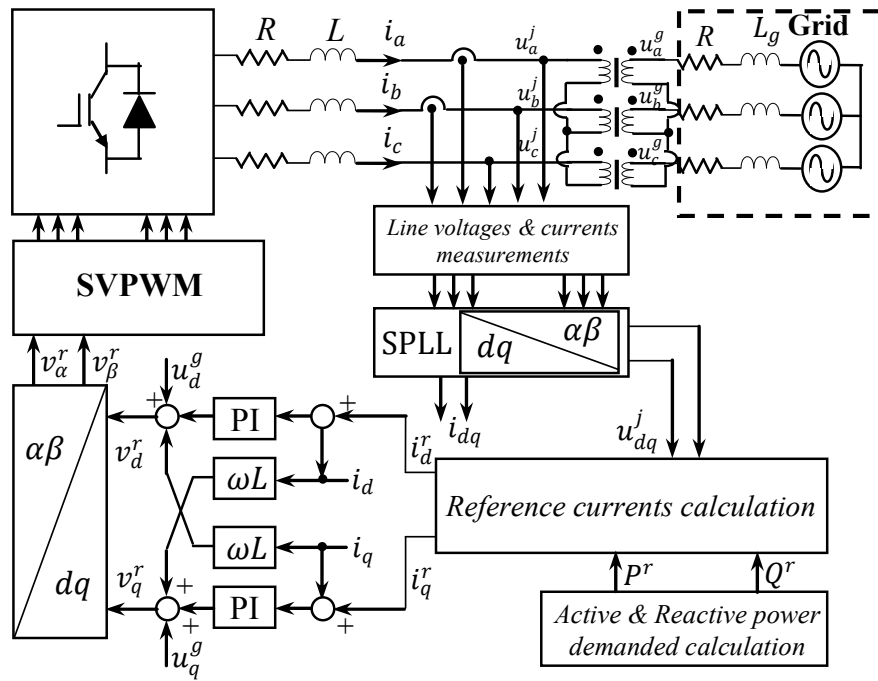 R L i_a u_a^j u_a^g R L_g Grid
i_b u_b^j u_b^g
i_c u_c^j u_c^g R
Line voltages & currents
measurements
SVPWM
SPLL dq αβ
v_α^r v_β^r u_d^g
i_dq
u_dq^j
+ PI + i_d^r
αβ v_d^r ωL i_d
Reference currents calculation
ωL i_q
dq v_q^r + i_q^r
+ PI +
P^r Q^r
u_q^g
Active & Reactive power
demanded calculation